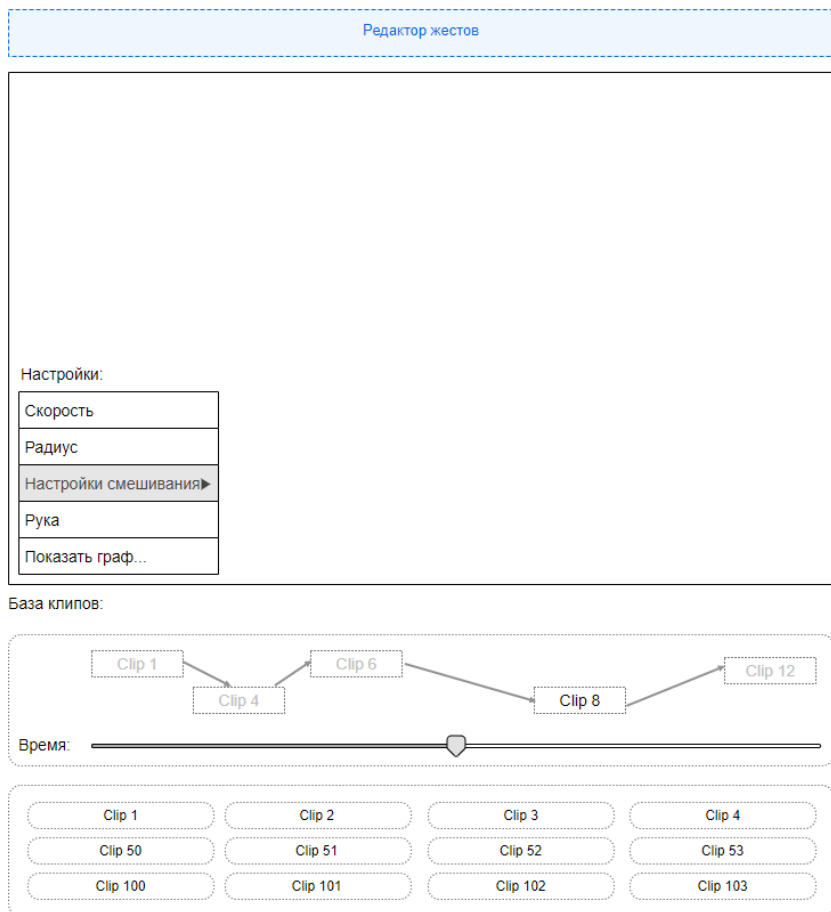 Редактор жестов
Настройки:
Скорость
Радиус
Настройки смешивания▶
Рука
Показать граф...
База клипов:
Clip 1
Clip 6
Clip 12
Clip 4
Clip 8
Время:
Clip 1 Clip 2 Clip 3 Clip 4
Clip 50 Clip 51 Clip 52 Clip 53
Clip 100 Clip 101 Clip 102 Clip 103